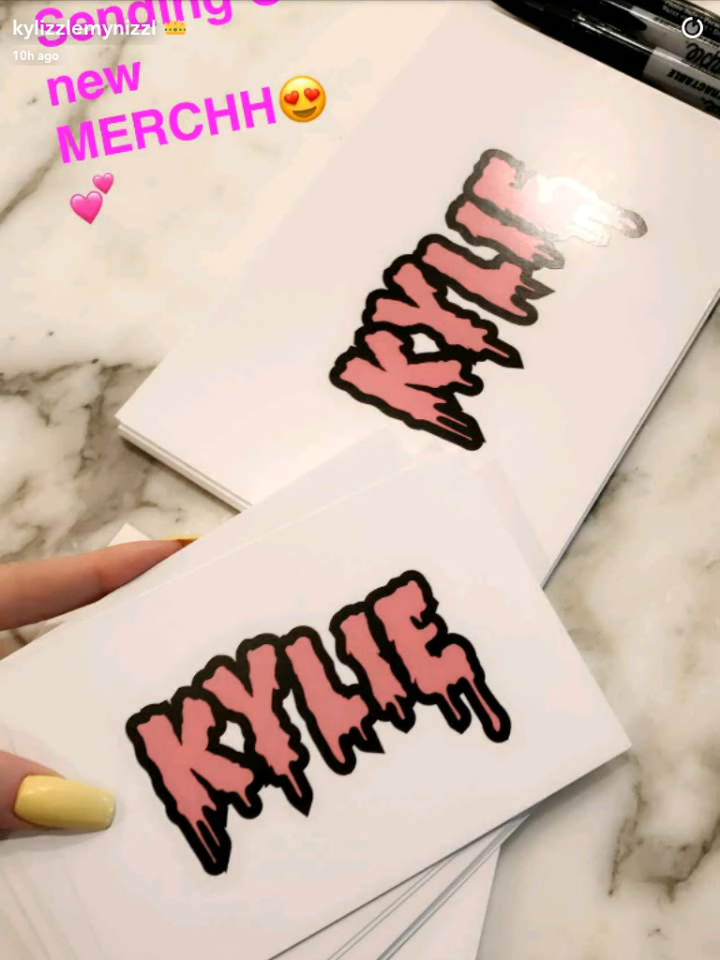 Sending
kylizzlemynizzl
10h ago
new
MERCHH😍
💕
KYLIE
KYLIE